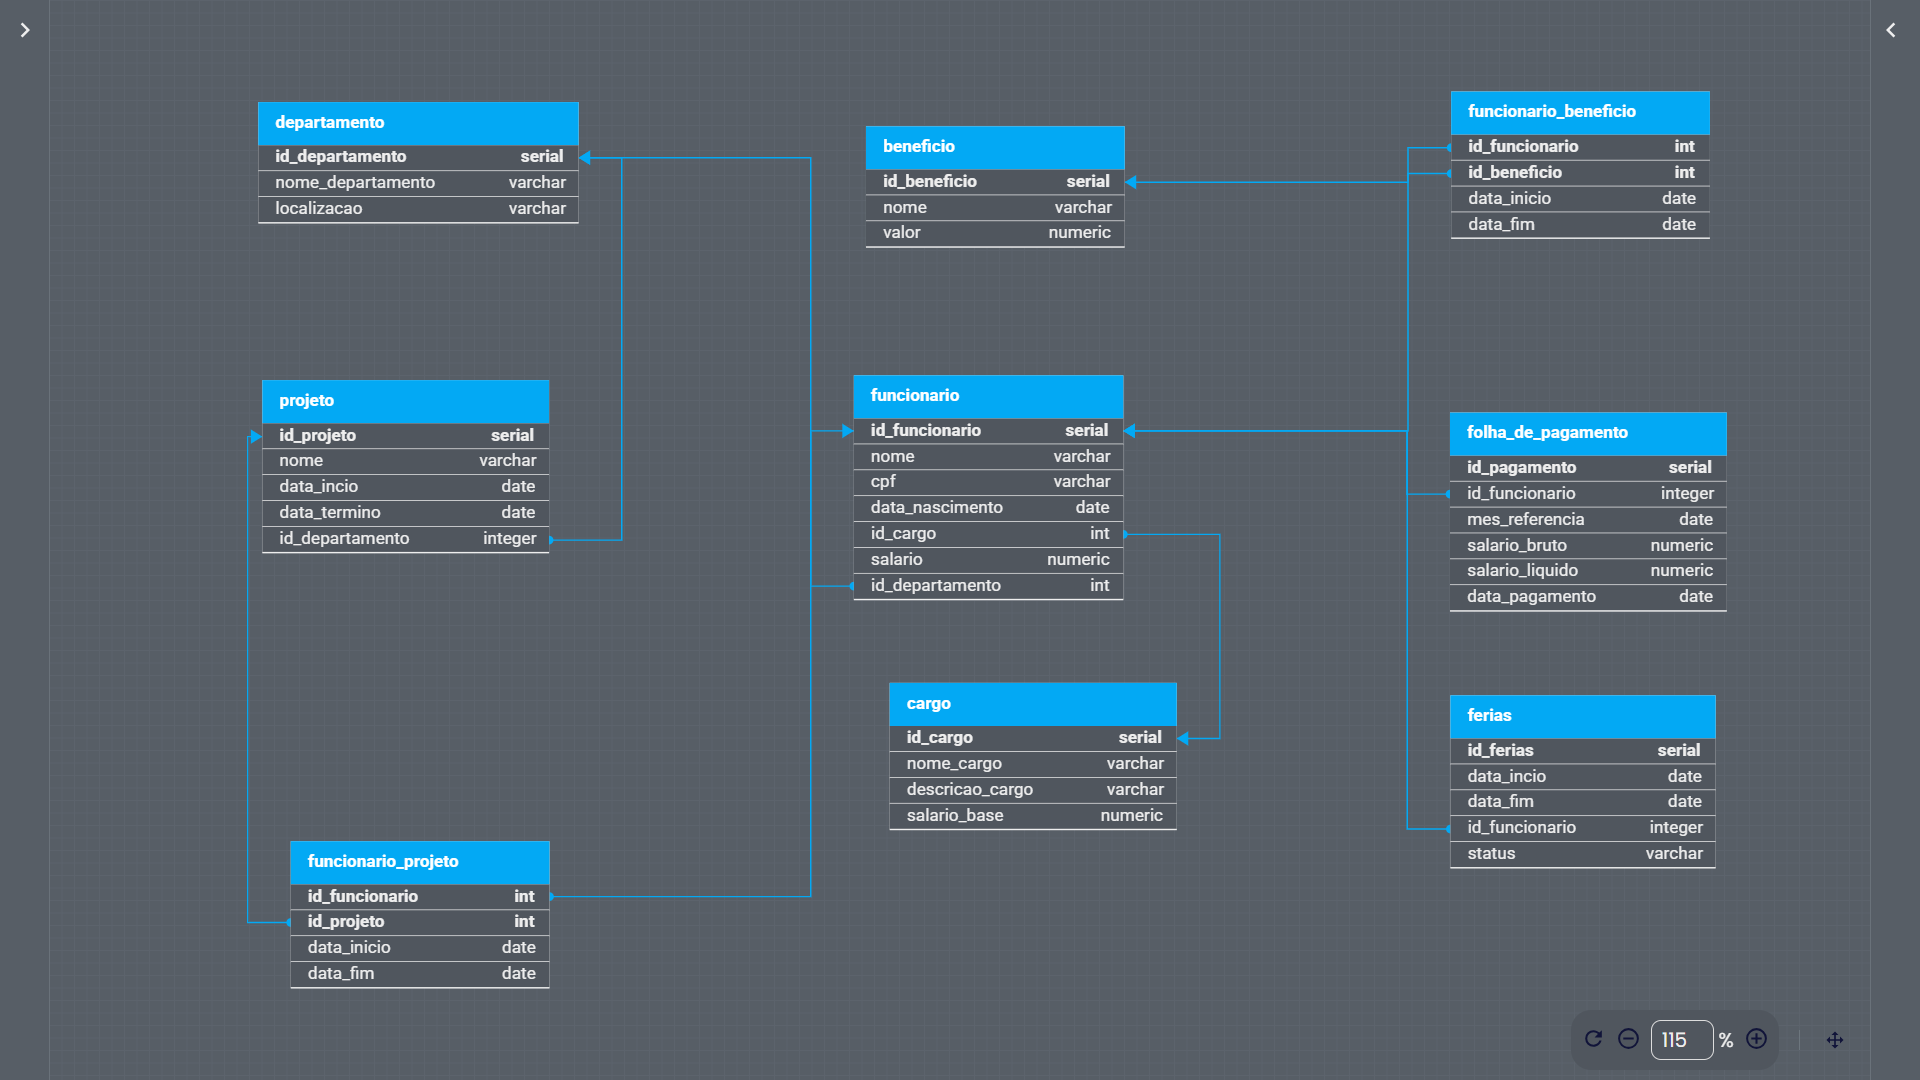 departamento
id_departamento serial
nome_departamento varchar
localizacao varchar
beneficio
id_beneficio serial
nome varchar
valor numeric
funcionario_beneficio
id_funcionario int
id_beneficio int
data_inicio date
data_fim date
projeto
id_projeto serial
nome varchar
data_incio date
data_termino date
id_departamento integer
funcionario
id_funcionario serial
nome varchar
cpf varchar
data_nascimento date
id_cargo int
salario numeric
id_departamento int
folha_de_pagamento
id_pagamento serial
id_funcionario integer
mes_referencia date
salario_bruto numeric
salario_liquido numeric
data_pagamento date
cargo
id_cargo serial
nome_cargo varchar
descricao_cargo varchar
salario_base numeric
ferias
id_ferias serial
data_incio date
data_fim date
id_funcionario integer
status varchar
funcionario_projeto
id_funcionario int
id_projeto int
data_inicio date
data_fim date
115 %